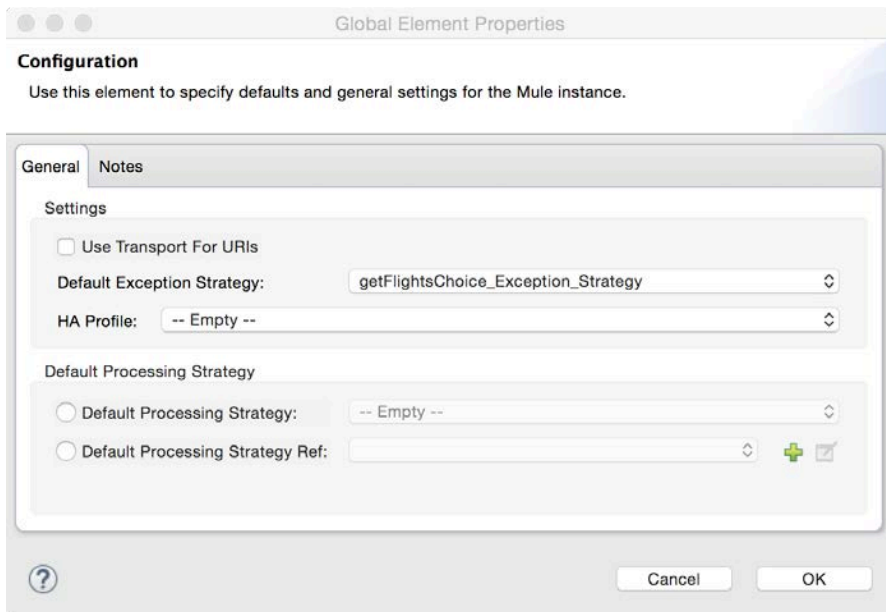 Global Element Properties
Configuration
Use this element to specify defaults and general settings for the Mule instance.
General Notes
Settings
Use Transport For URIs
Default Exception Strategy: getFlightsChoice_Exception_Strategy
HA Profile: -- Empty --
Default Processing Strategy
Default Processing Strategy: -- Empty --
Default Processing Strategy Ref:
? Cancel OK